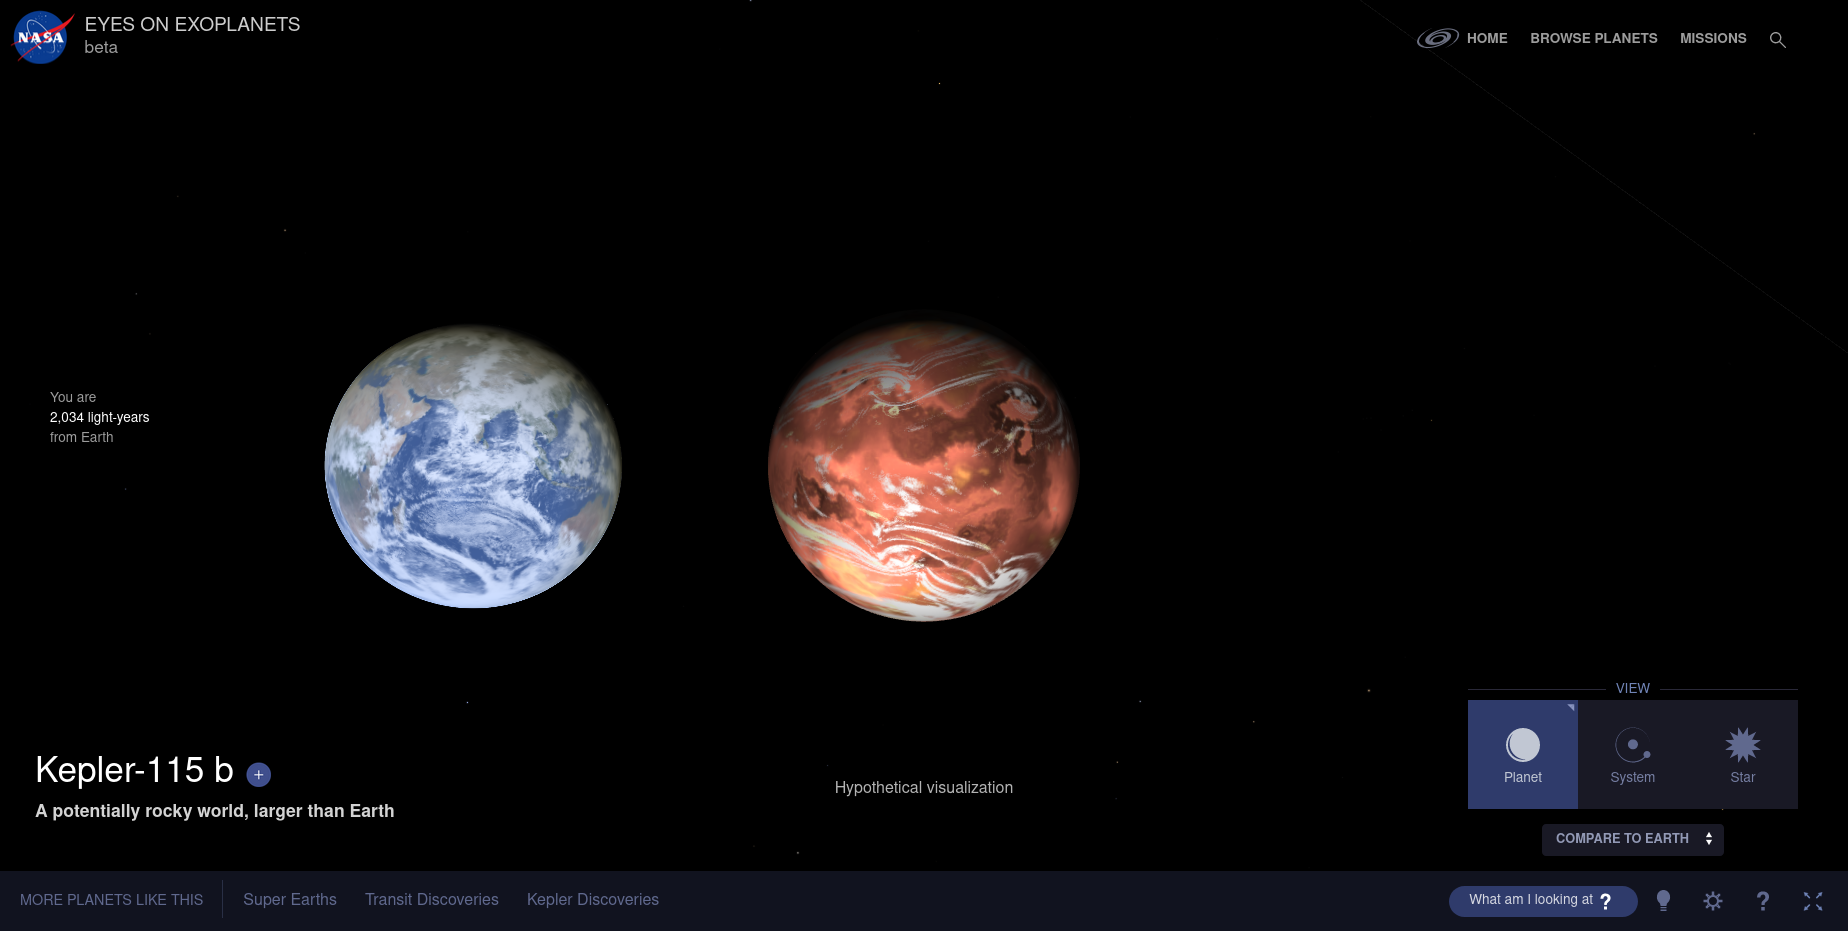 NASA
EYES ON EXOPLANETS
beta
HOME
BROWSE PLANETS
MISSIONS
You are
2,034 light-years
from Earth
Kepler-115 b +
A potentially rocky world, larger than Earth
Hypothetical visualization
VIEW
Planet
System
Star
COMPARE TO EARTH
MORE PLANETS LIKE THIS
Super Earths
Transit Discoveries
Kepler Discoveries
What am I looking at ?
?